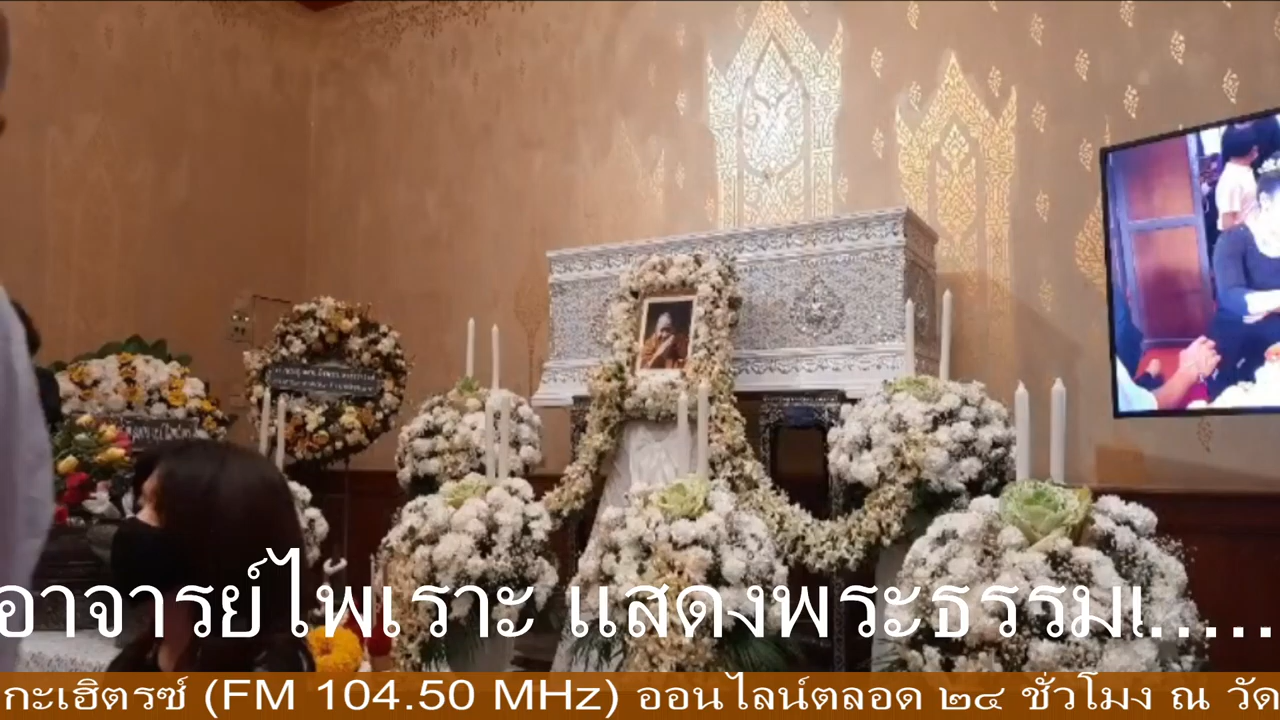 อาจารย์ไพเราะ แสดงพระธรรมเ.....
กะเฮิตรซ์ (FM 104.50 MHz) ออนไลน์ตลอด ๒๔ ชั่วโมง ณ วัด